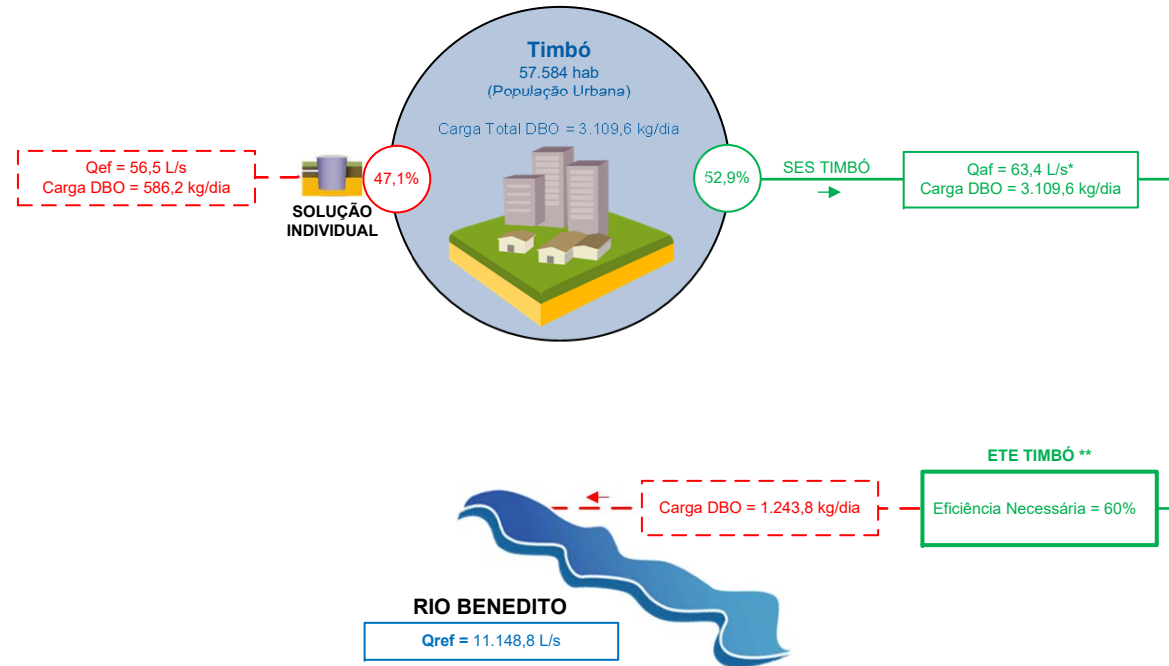 Timbó
57.584 hab
(População Urbana)
Carga Total DBO = 3.109,6 kg/dia
Qef = 56,5 L/s
Carga DBO = 586,2 kg/dia
SOLUÇÃO
INDIVIDUAL
47,1%
52,9%
SES TIMBÓ
Qaf = 63,4 L/s*
Carga DBO = 3.109,6 kg/dia
ETE TIMBÓ **
Eficiência Necessária = 60%
Carga DBO = 1.243,8 kg/dia
RIO BENEDITO
Qref = 11.148,8 L/s